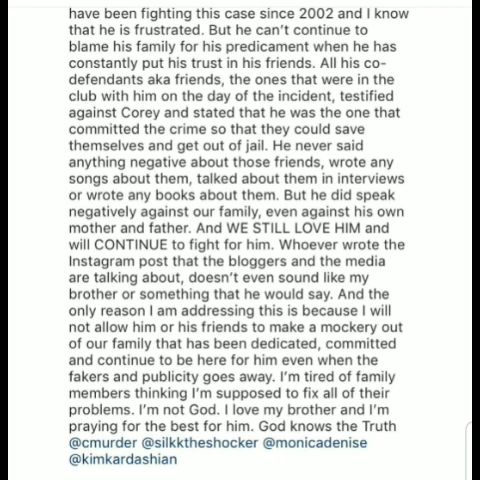 have been fighting this case since 2002 and I know
that he is frustrated. But he can't continue to
blame his family for his predicament when he has
constantly put his trust in his friends. All his co-
defendants aka friends, the ones that were in the
club with him on the day of the incident, testified
against Corey and stated that he was the one that
committed the crime so that they could save
themselves and get out of jail. He never said
anything negative about those friends, wrote any
songs about them, talked about them in interviews
or wrote any books about them. But he did speak
negatively against our family, even against his own
mother and father. And WE STILL LOVE HIM and
will CONTINUE to fight for him. Whoever wrote the
Instagram post that the bloggers and the media
are talking about, doesn't even sound like my
brother or something that he would say. And the
only reason I am addressing this is because I will
not allow him or his friends to make a mockery out
of our family that has been dedicated, committed
and continue to be here for him even when the
fakers and publicity goes away. I'm tired of family
members thinking I'm supposed to fix all of their
problems. I'm not God. I love my brother and I'm
praying for the best for him. God knows the Truth
@cmurder @silkktheshocker @monicadenise
@kimkardashian